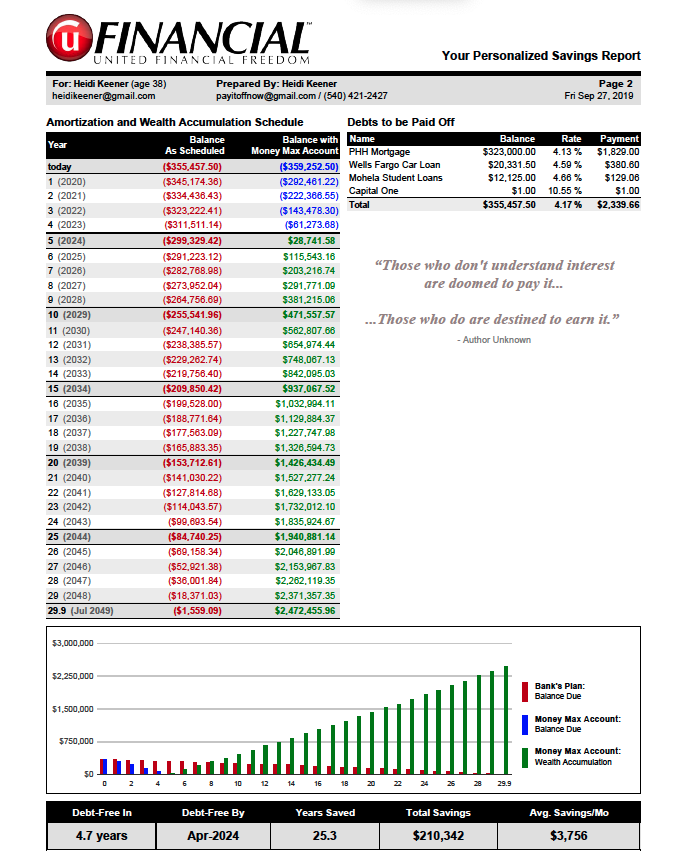 u FINANCIAL™
UNITED FINANCIAL FREEDOM
Your Personalized Savings Report
For: Heidi Keener (age 38) Prepared By: Heidi Keener Page 2
heidikeener@gmail.com payitoffnow@gmail.com / (540) 421-2427 Fri Sep 27, 2019
Amortization and Wealth Accumulation Schedule
Year Balance As Scheduled Balance with Money Max Account
today ($355,457.50) ($359,252.50)
1 (2020) ($345,174.36) ($292,461.22)
2 (2021) ($334,436.43) ($222,366.55)
3 (2022) ($323,222.41) ($143,478.30)
4 (2023) ($311,511.14) ($61,273.68)
5 (2024) ($299,329.42) $28,741.58
6 (2025) ($291,223.12) $115,543.16
7 (2026) ($282,768.98) $203,216.74
8 (2027) ($273,952.04) $291,771.09
9 (2028) ($264,756.69) $381,215.06
10 (2029) ($255,541.96) $471,557.57
11 (2030) ($247,140.36) $562,807.66
12 (2031) ($238,385.57) $654,974.44
13 (2032) ($229,262.74) $748,067.13
14 (2033) ($219,756.40) $842,095.03
15 (2034) ($209,850.42) $937,067.52
16 (2035) ($199,528.00) $1,032,994.11
17 (2036) ($188,771.64) $1,129,884.37
18 (2037) ($177,563.09) $1,227,747.98
19 (2038) ($165,883.35) $1,326,594.73
20 (2039) ($153,712.61) $1,426,434.49
21 (2040) ($141,030.22) $1,527,277.24
22 (2041) ($127,814.68) $1,629,133.05
23 (2042) ($114,043.57) $1,732,012.10
24 (2043) ($99,693.54) $1,835,924.67
25 (2044) ($84,740.25) $1,940,881.14
26 (2045) ($69,158.34) $2,046,891.99
27 (2046) ($52,921.38) $2,153,967.83
28 (2047) ($36,001.84) $2,262,119.35
29 (2048) ($18,371.03) $2,371,357.35
29.9 (Jul 2049) ($1,559.09) $2,472,455.96
Debts to be Paid Off
Name Balance Rate Payment
PHH Mortgage $323,000.00 4.13 % $1,829.00
Wells Fargo Car Loan $20,331.50 4.59 % $380.60
Mohela Student Loans $12,125.00 4.66 % $129.06
Capital One $1.00 10.55 % $1.00
Total $355,457.50 4.17 % $2,339.66
“Those who don't understand interest
are doomed to pay it...
...Those who do are destined to earn it.”
- Author Unknown
$3,000,000
$2,250,000
$1,500,000
$750,000
$0
0 2 4 6 8 10 12 14 16 18 20 22 24 26 28 29.9
Bank's Plan:
Balance Due
Money Max Account:
Balance Due
Money Max Account:
Wealth Accumulation
Debt-Free In Debt-Free By Years Saved Total Savings Avg. Savings/Mo
4.7 years Apr-2024 25.3 $210,342 $3,756